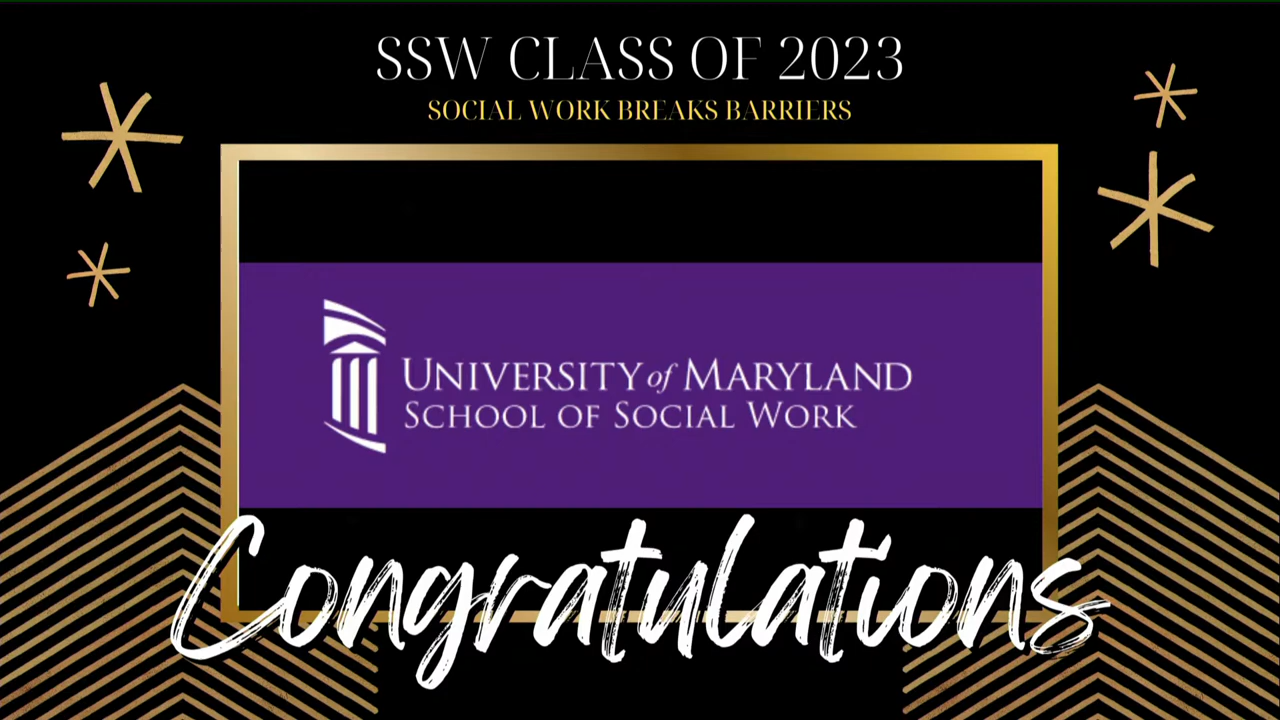 SSW CLASS OF 2023
SOCIAL WORK BREAKS BARRIERS
UNIVERSITY of MARYLAND
SCHOOL OF SOCIAL WORK
Congratulations